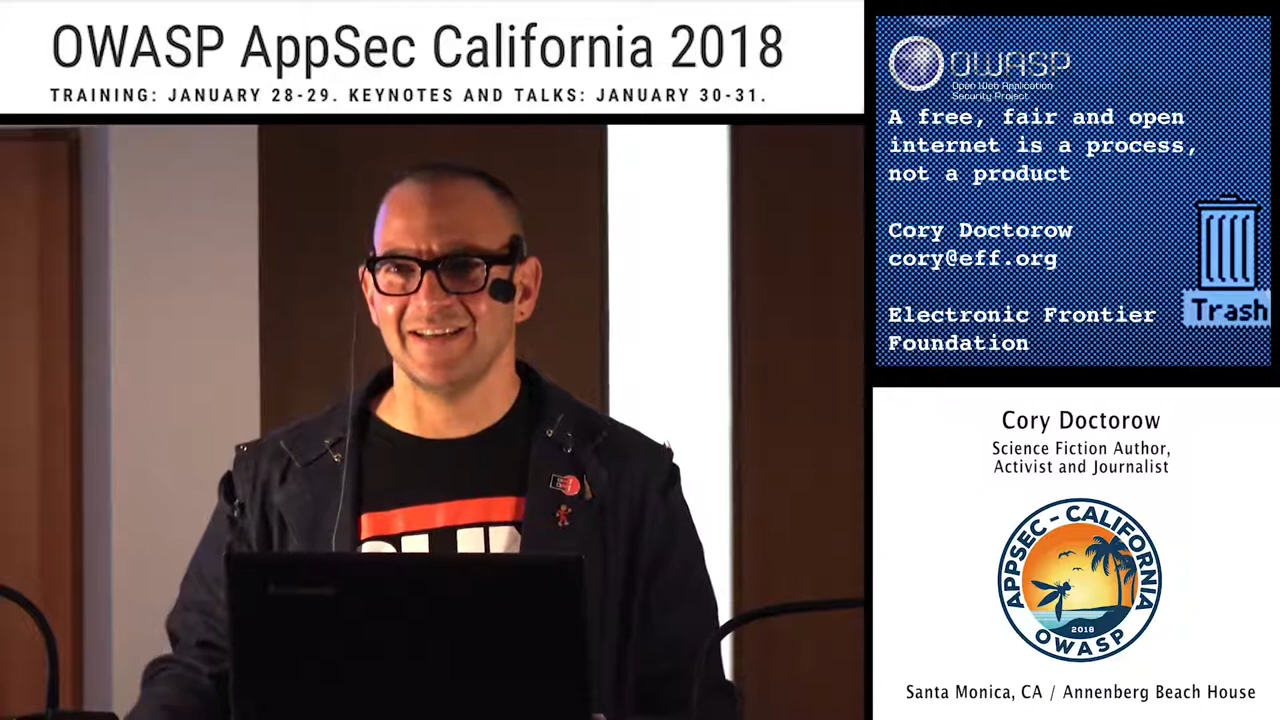 OWASP AppSec California 2018
TRAINING: JANUARY 28-29. KEYNOTES AND TALKS: JANUARY 30-31.
OWASP
Open Web Application
Security Project
A free, fair and open
internet is a process,
not a product
Cory Doctorow
cory@eff.org
Electronic Frontier
Foundation
Trash
Cory Doctorow
Science Fiction Author,
Activist and Journalist
APPSEC - CALIFORNIA
2018
OWASP
Santa Monica, CA / Annenberg Beach House